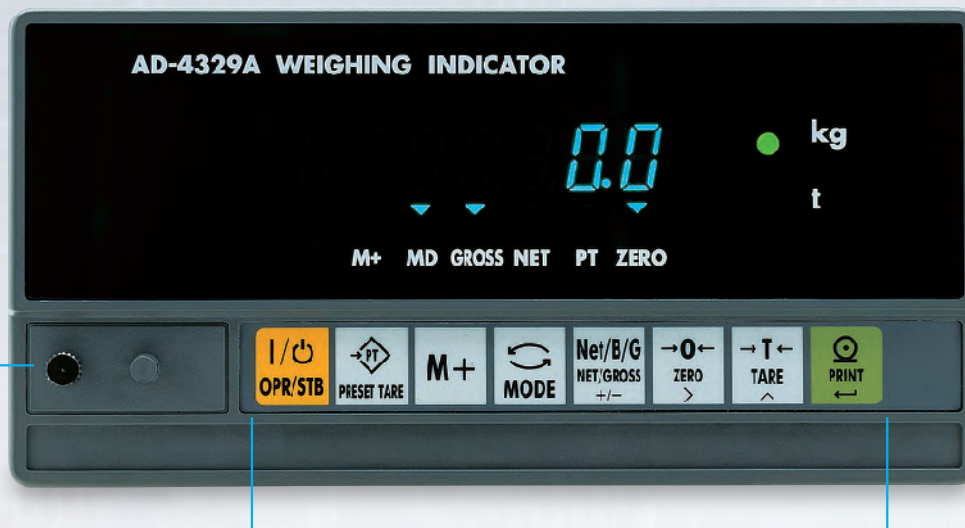 AD-4329A WEIGHING INDICATOR
0.0
kg
t
M+ MD GROSS NET PT ZERO
I/⏻
OPR/STB
→PT
PRESET TARE
M+
MODE
Net/B/G
NET/GROSS
+/−
→0←
ZERO
>
→T←
TARE
^
PRINT